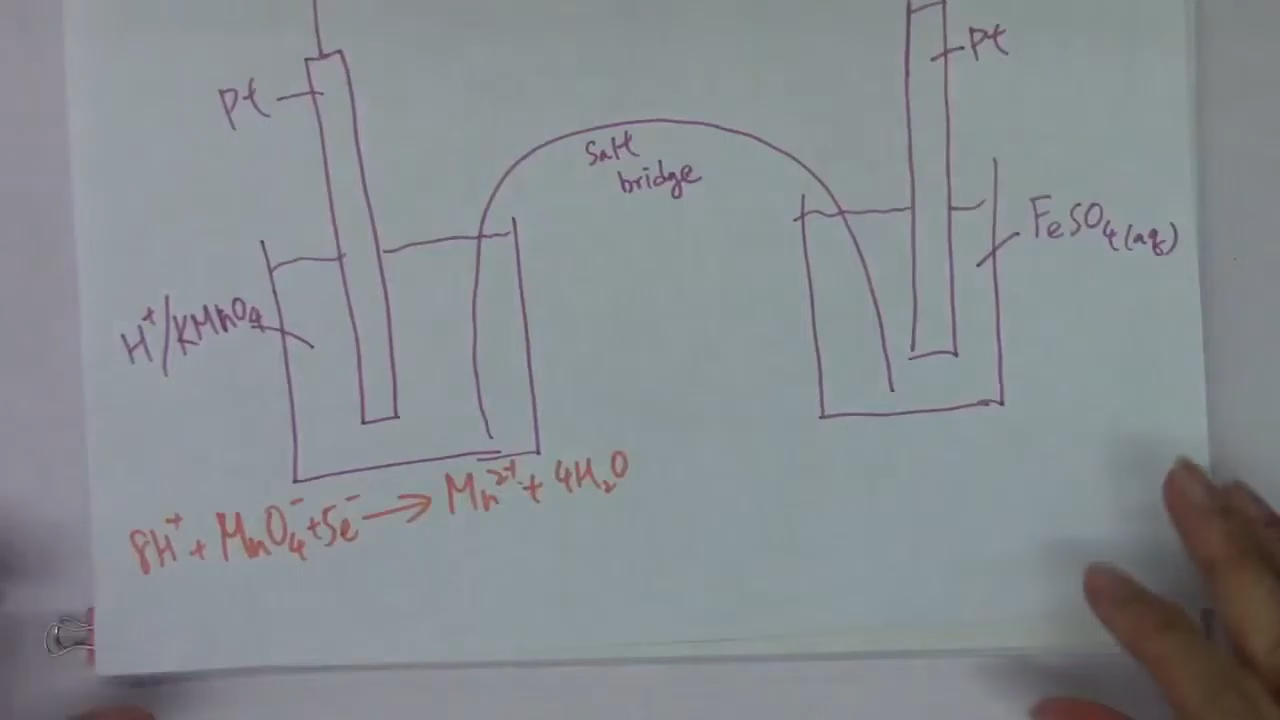 Pt
Pt
Salt
bridge
FeSO₄(aq)
H⁺/KMnO₄
8H⁺ + MnO₄⁻ + 5e⁻ → Mn²⁺ + 4H₂O